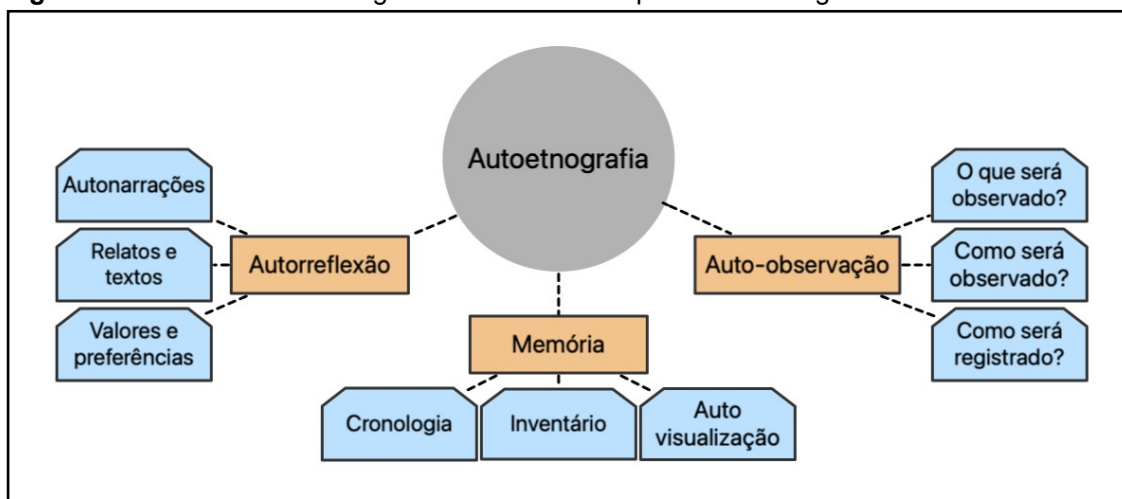 Autoetnografia
Autonarrações
Relatos e
textos
Valores e
preferências
Autorreflexão
Memória
Cronologia
Inventário
Auto
visualização
Auto-observação
O que será
observado?
Como será
observado?
Como será
registrado?